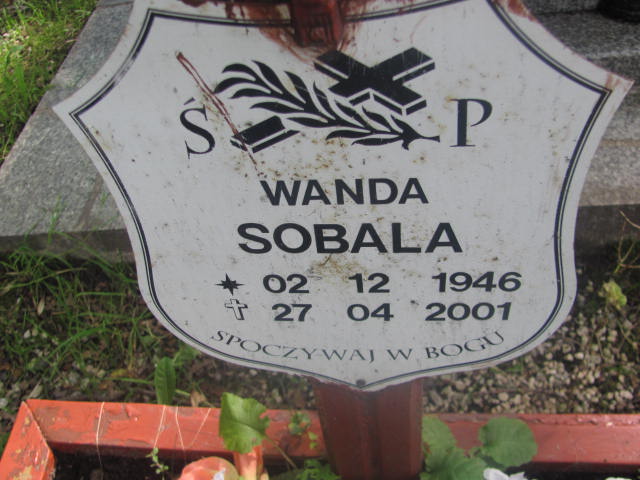 Ś P
WANDA
SOBALA
02 12 1946
27 04 2001
SPOCZYWAJ W BOGU